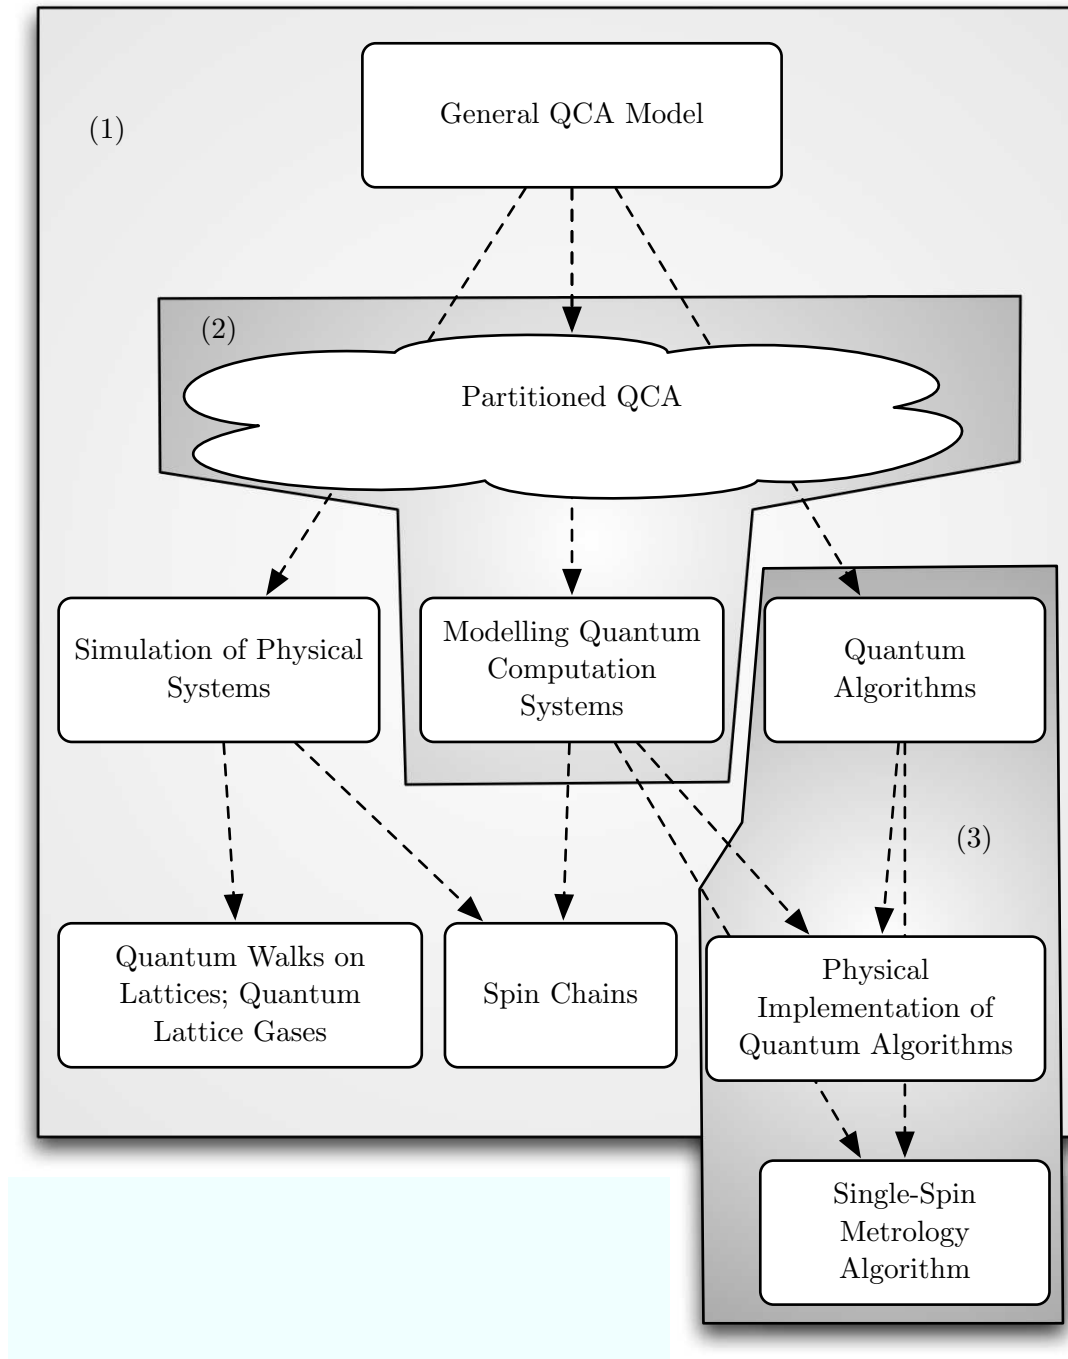 General QCA Model
(1)
(2)
Partitioned QCA
Simulation of Physical
Systems
Modelling Quantum
Computation
Systems
Quantum
Algorithms
(3)
Quantum Walks on
Lattices; Quantum
Lattice Gases
Spin Chains
Physical
Implementation of
Quantum Algorithms
Single-Spin
Metrology
Algorithm